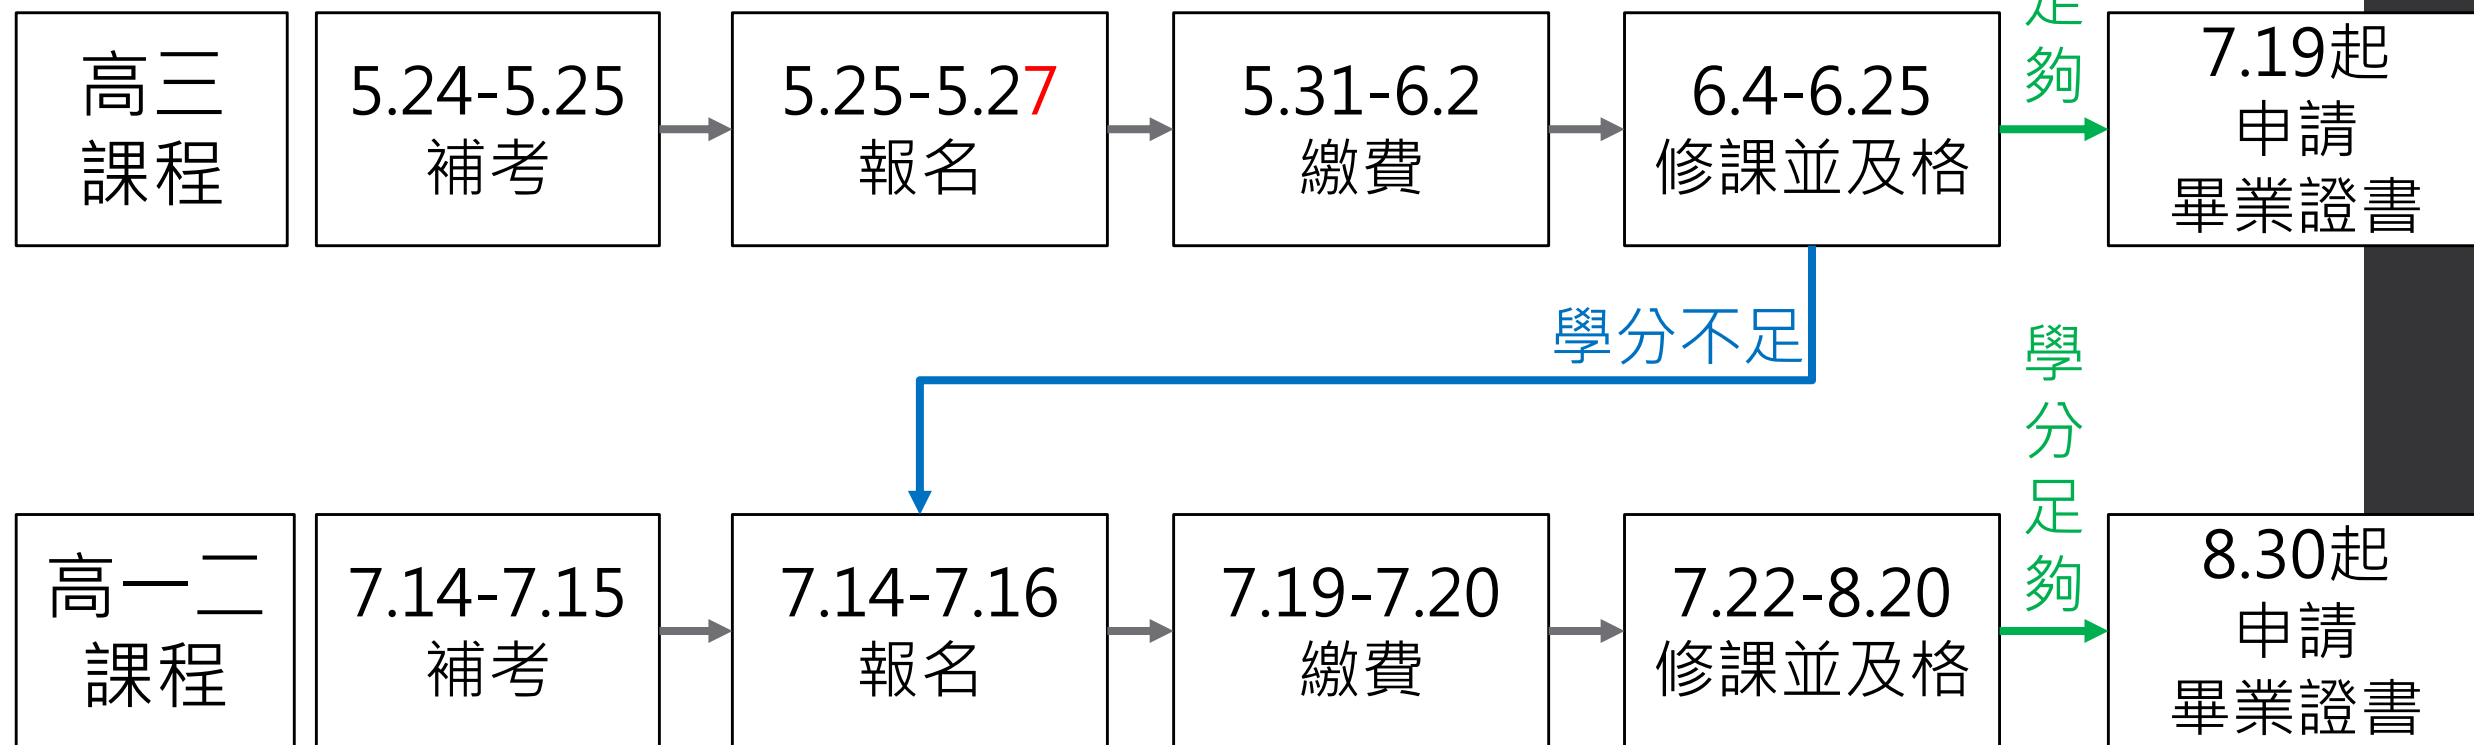 高三
課程
5.24-5.25
補考
5.25-5.27
報名
5.31-6.2
繳費
6.4-6.25
修課並及格
足
夠
7.19起
申請
畢業證書
學分不足
學
分
足
夠
高一二
課程
7.14-7.15
補考
7.14-7.16
報名
7.19-7.20
繳費
7.22-8.20
修課並及格
8.30起
申請
畢業證書